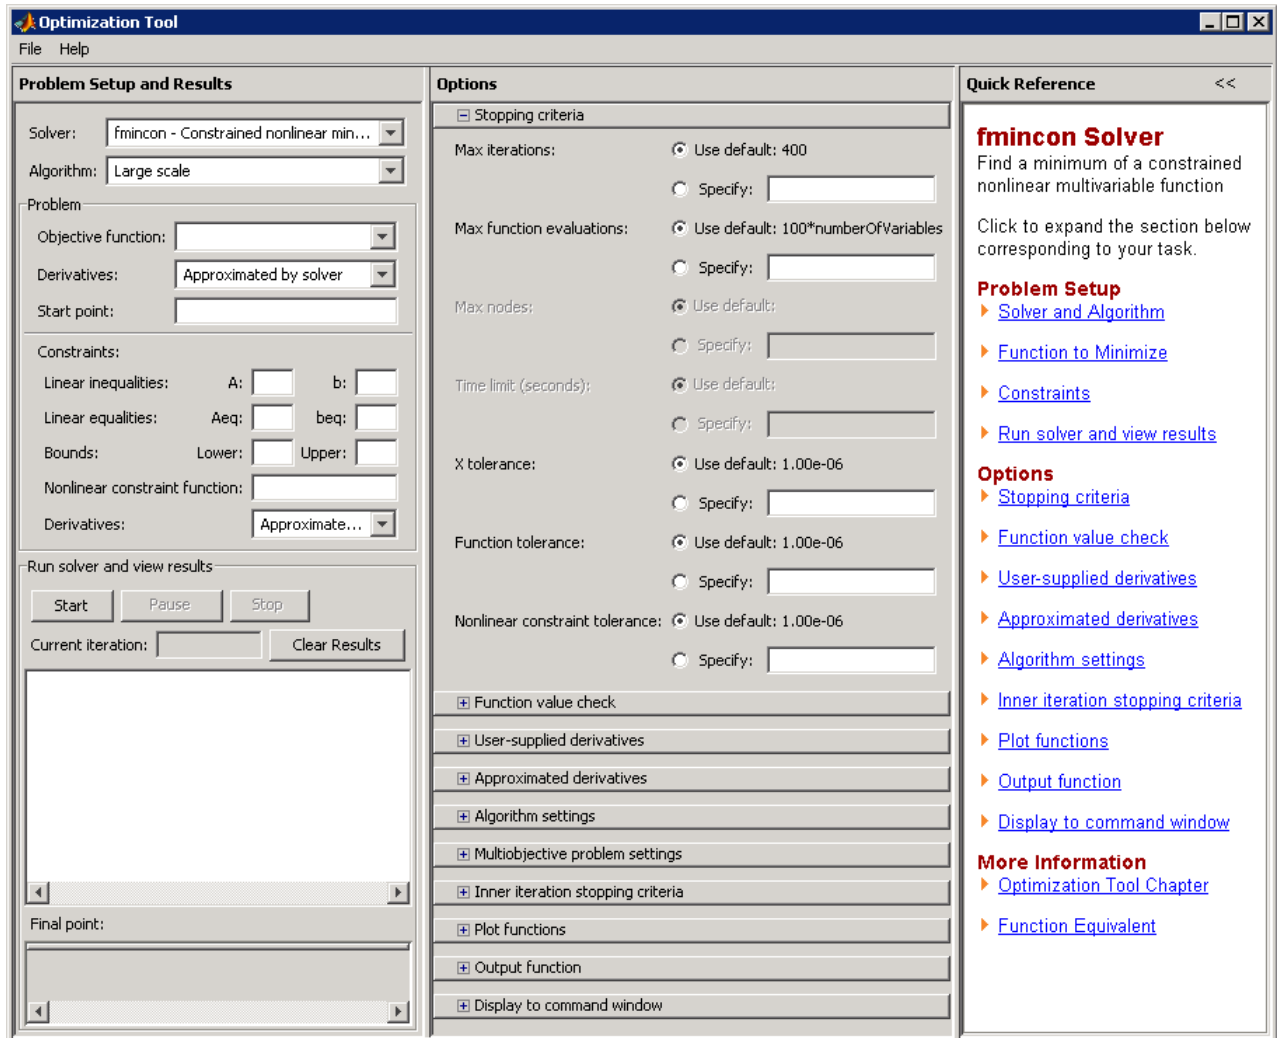 Optimization Tool
File Help
Problem Setup and Results
Solver: fmincon - Constrained nonlinear min...
Algorithm: Large scale
Problem
Objective function:
Derivatives: Approximated by solver
Start point:
Constraints:
Linear inequalities: A: b:
Linear equalities: Aeq: beq:
Bounds: Lower: Upper:
Nonlinear constraint function:
Derivatives: Approximate...
Run solver and view results
Start Pause Stop
Current iteration: Clear Results
Final point:
Options
Stopping criteria
Max iterations: Use default: 400
Specify:
Max function evaluations: Use default: 100*numberOfVariables
Specify:
Max nodes: Use default:
Specify:
Time limit (seconds): Use default:
Specify:
X tolerance: Use default: 1.00e-06
Specify:
Function tolerance: Use default: 1.00e-06
Specify:
Nonlinear constraint tolerance: Use default: 1.00e-06
Specify:
Function value check
User-supplied derivatives
Approximated derivatives
Algorithm settings
Multiobjective problem settings
Inner iteration stopping criteria
Plot functions
Output function
Display to command window
Quick Reference <<
fmincon Solver
Find a minimum of a constrained
nonlinear multivariable function
Click to expand the section below
corresponding to your task.
Problem Setup
Solver and Algorithm
Function to Minimize
Constraints
Run solver and view results
Options
Stopping criteria
Function value check
User-supplied derivatives
Approximated derivatives
Algorithm settings
Inner iteration stopping criteria
Plot functions
Output function
Display to command window
More Information
Optimization Tool Chapter
Function Equivalent